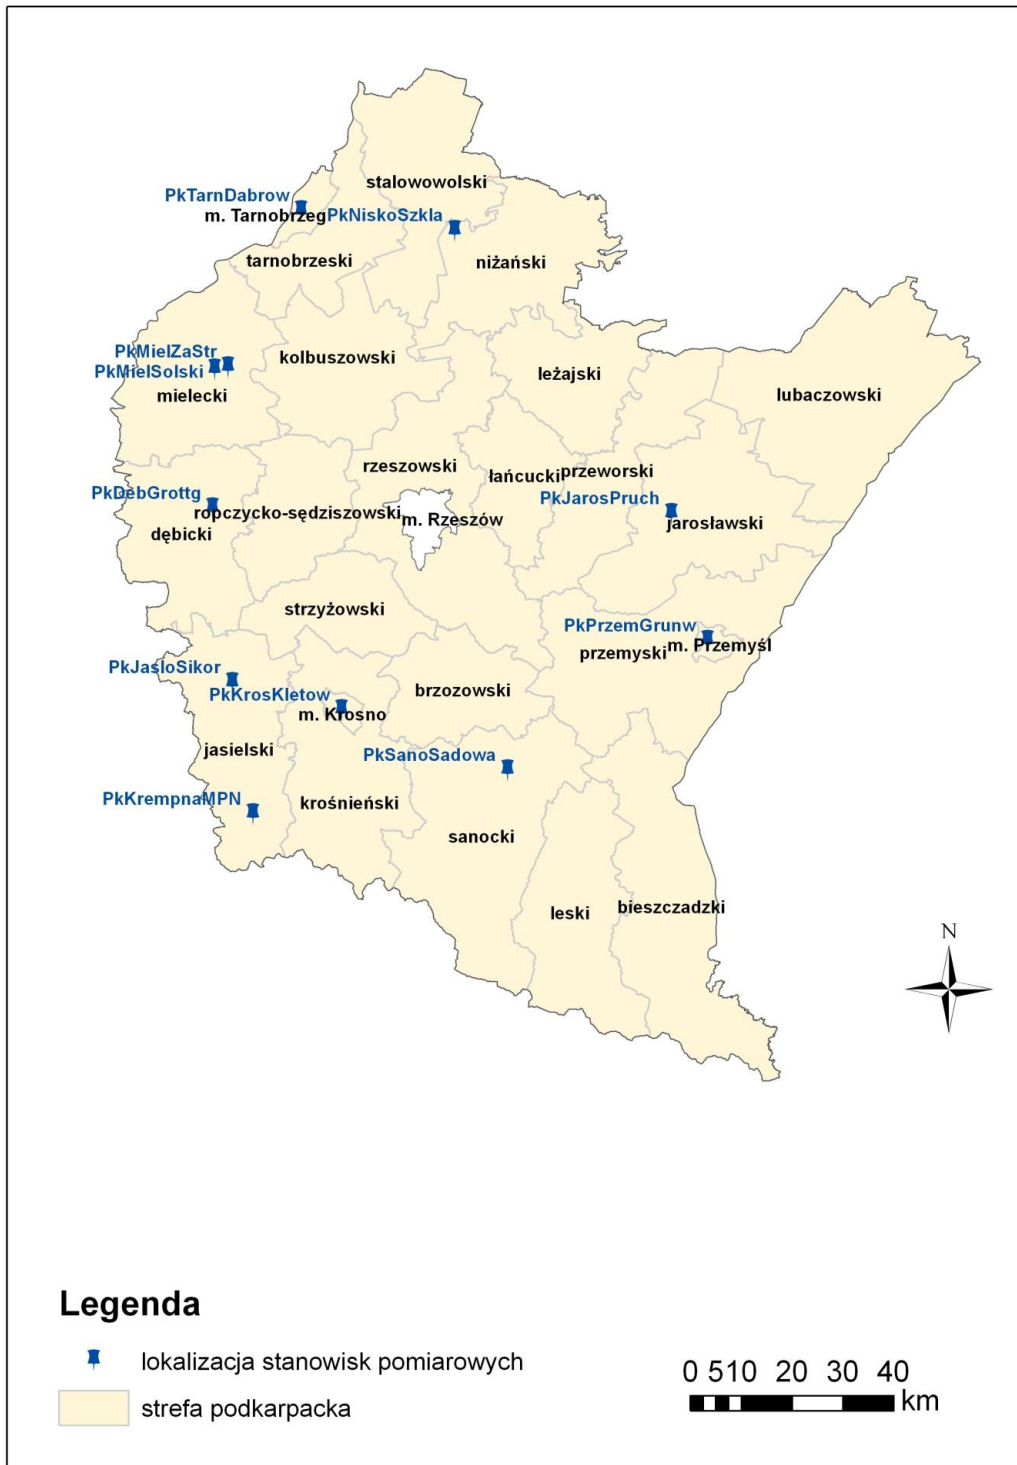 stalowowolski
PkTarnDabrow
m. Tarnobrzeg
PkNiskoSzkla
tarnobrzeski
niżański
PkMielZaStr
kolbuszowski
PkMielSolski
leżajski
mielecki
lubaczowski
rzeszowski
łańcucki
przeworski
PkDebGrottg
PkJarosPruch
ropczycko-sędziszowski
m. Rzeszów
jarosławski
dębicki
strzyżowski
PkPrzemGrunw
m. Przemyśl
przemyski
PkJasloSikor
PkKrosKletow
brzozowski
m. Krosno
jasielski
PkSanoSadowa
PkKrempnaMPN
krośnieński
sanocki
leski
bieszczadzki
N
Legenda
lokalizacja stanowisk pomiarowych
strefa podkarpacka
0 510 20 30 40
km